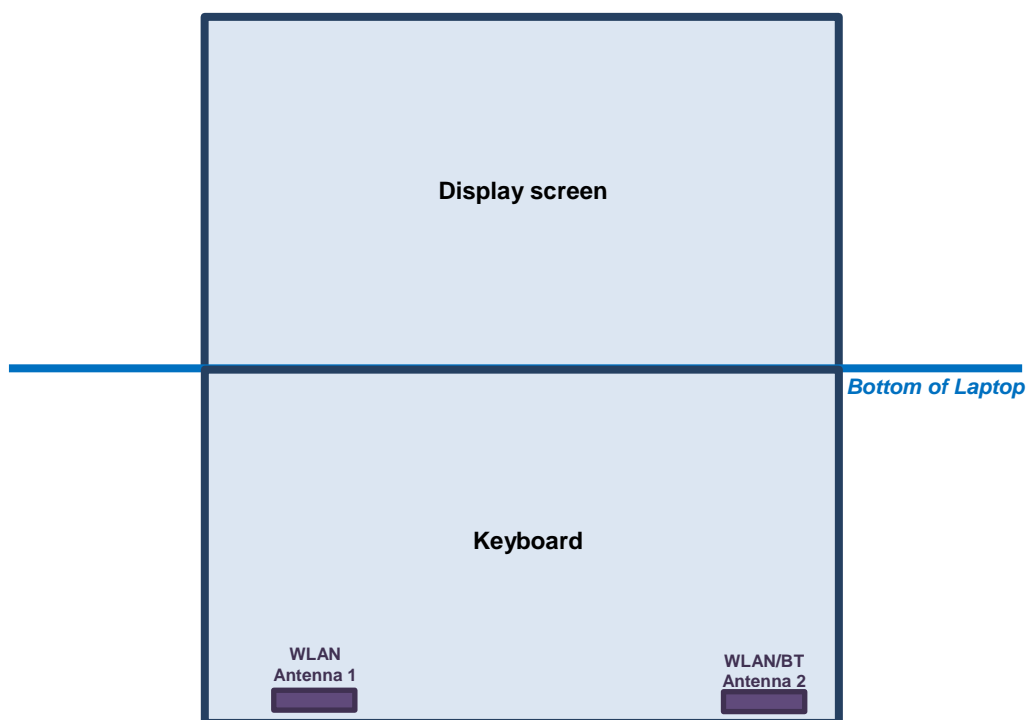 Display screen
Bottom of Laptop
Keyboard
WLAN
Antenna 1
WLAN/BT
Antenna 2